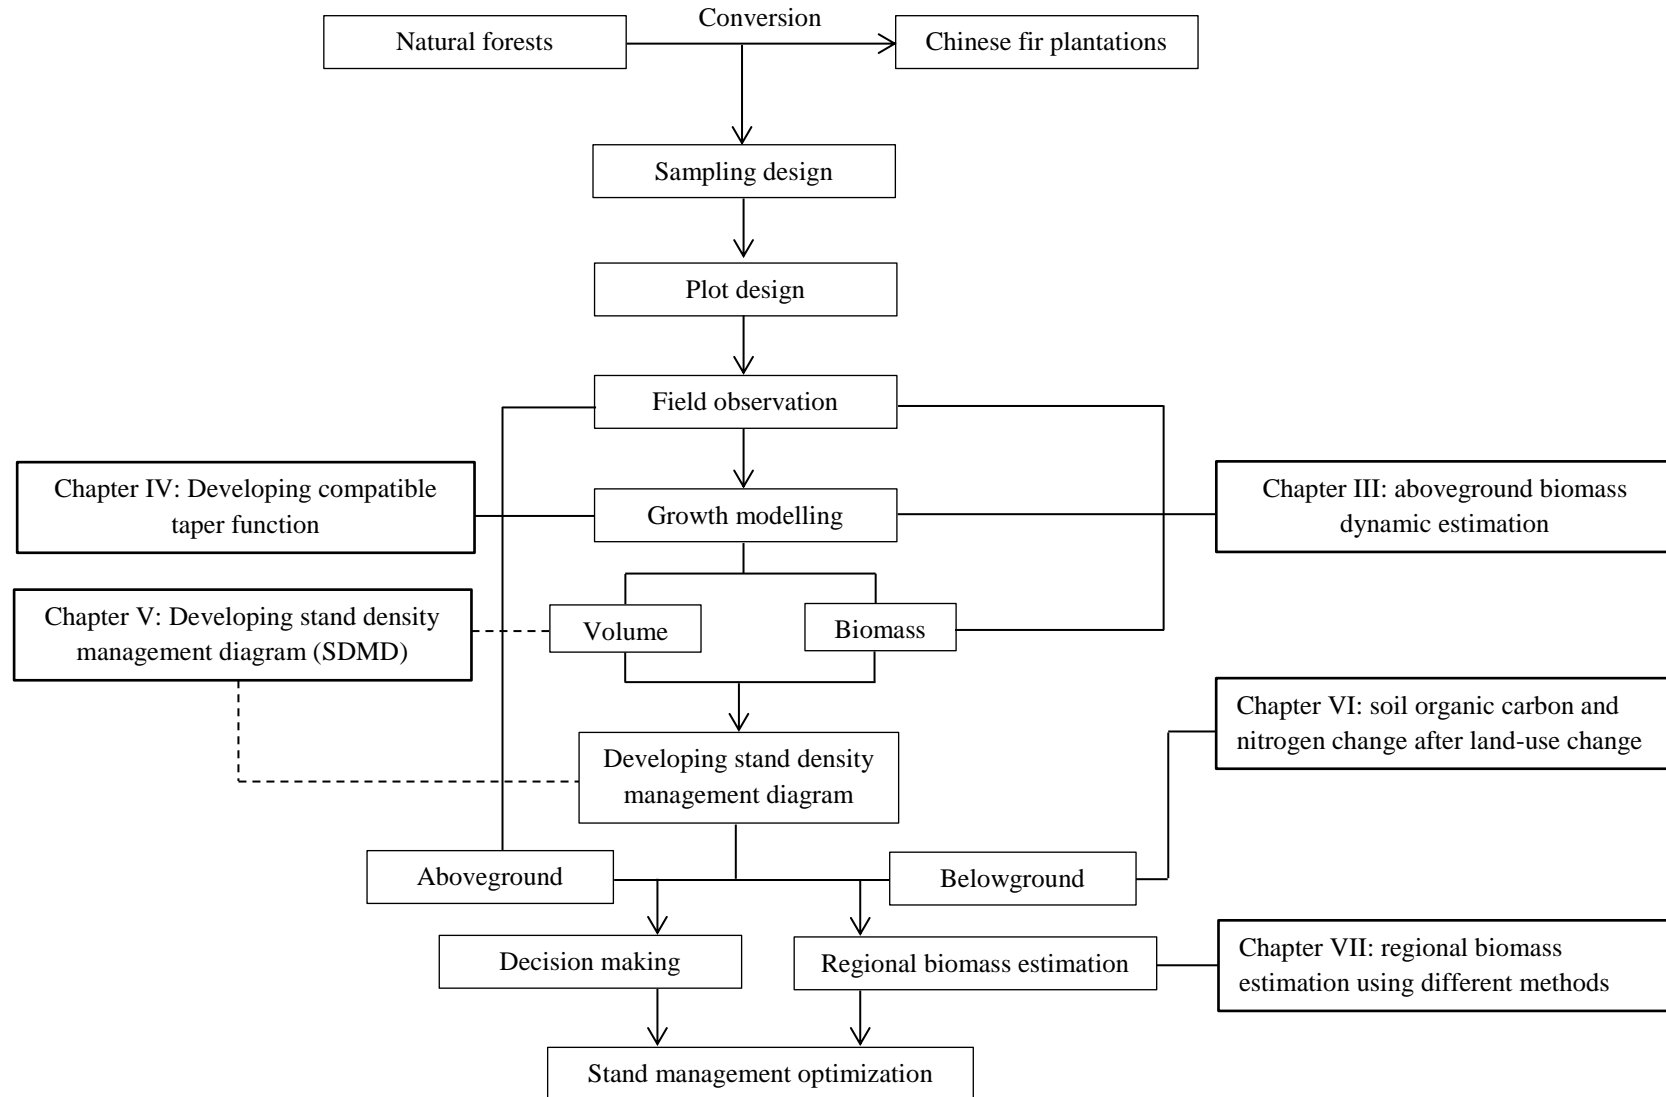 Conversion
Natural forests
Chinese fir plantations
Sampling design
Plot design
Field observation
Chapter IV: Developing compatible
taper function
Growth modelling
Chapter III: aboveground biomass
dynamic estimation
Chapter V: Developing stand density
management diagram (SDMD)
Volume
Biomass
Chapter VI: soil organic carbon and
nitrogen change after land-use change
Developing stand density
management diagram
Aboveground
Belowground
Decision making
Regional biomass estimation
Chapter VII: regional biomass
estimation using different methods
Stand management optimization